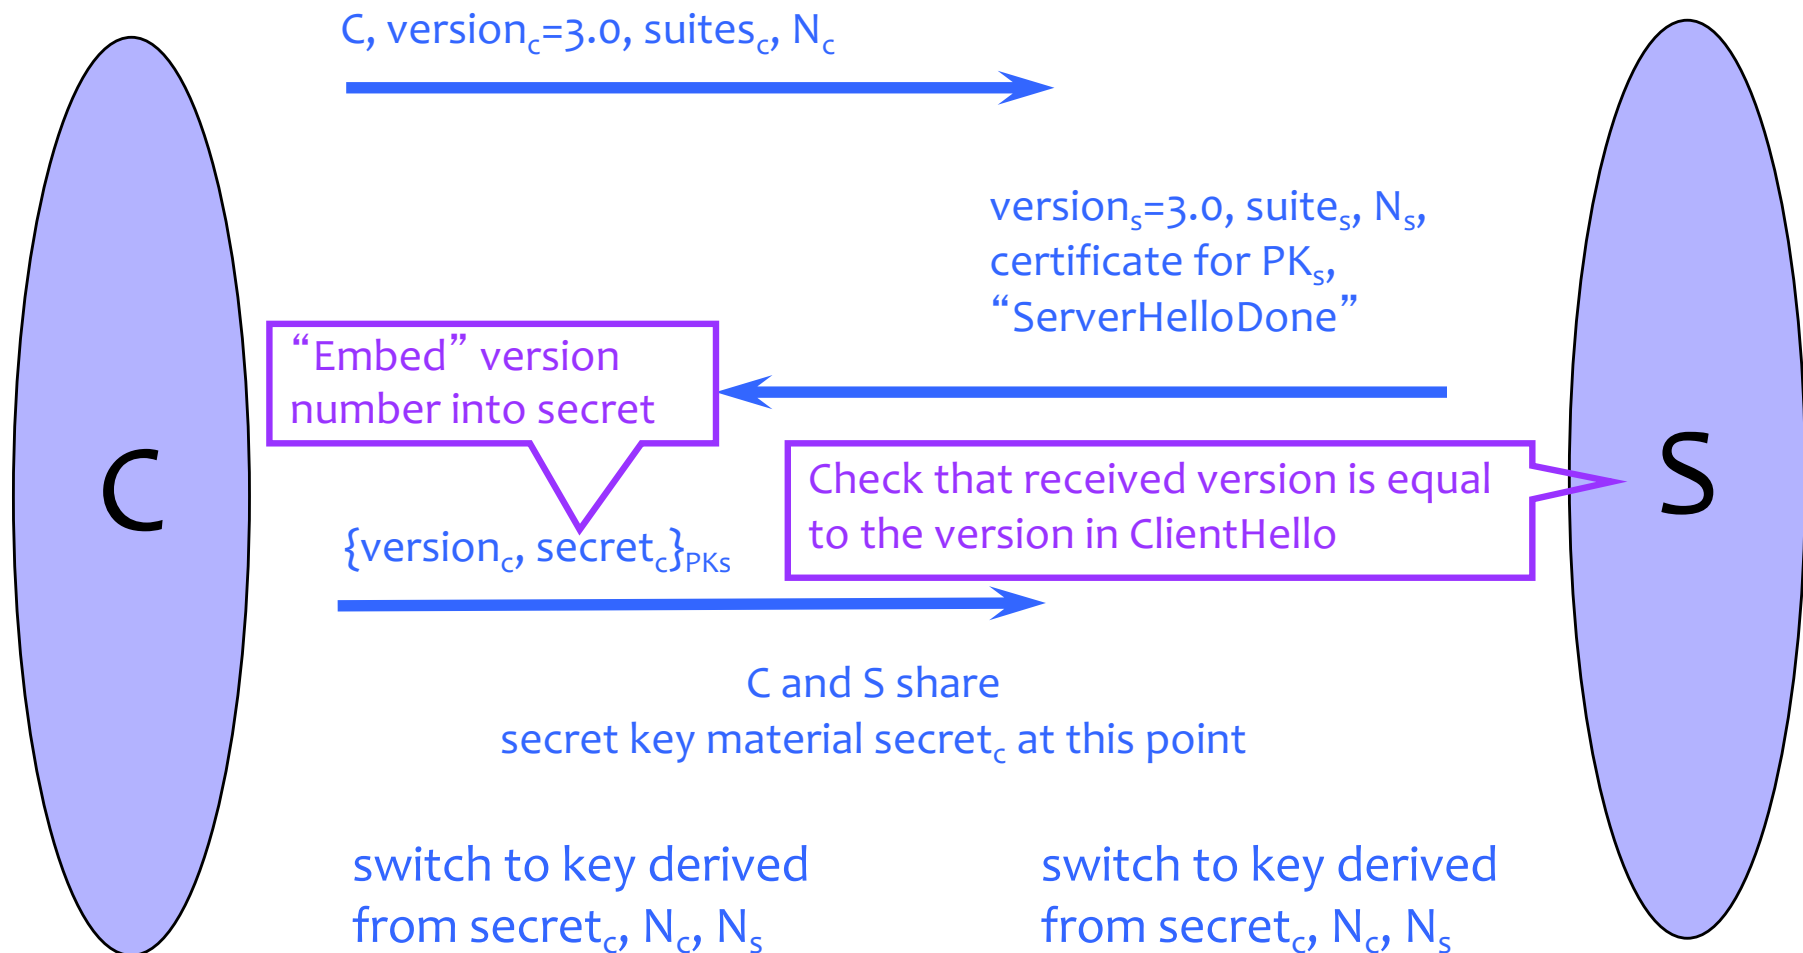 C, version_c=3.0, suites_c, N_c
version_s=3.0, suite_s, N_s,
certificate for PK_s,
“ServerHelloDone”
“Embed” version
number into secret
C
S
Check that received version is equal
to the version in ClientHello
{version_c, secret_c}_PKs
C and S share
secret key material secret_c at this point
switch to key derived
from secret_c, N_c, N_s
switch to key derived
from secret_c, N_c, N_s